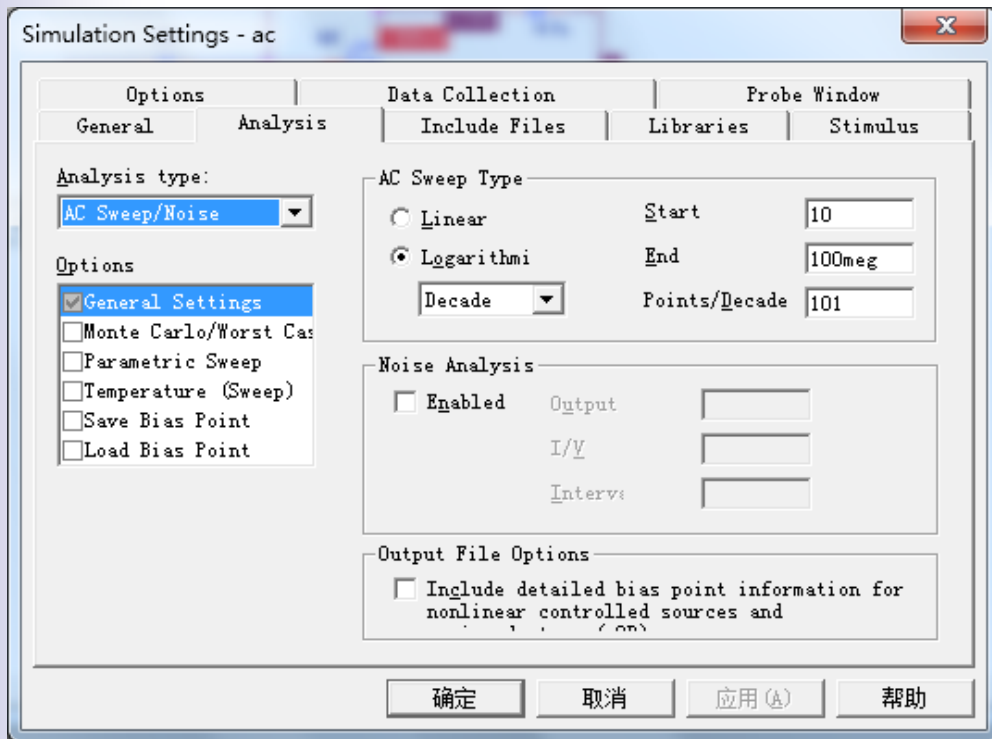 Simulation Settings - ac
Options Data Collection Probe Window
General Analysis Include Files Libraries Stimulus
Analysis type:
AC Sweep/Noise
Options
General Settings
Monte Carlo/Worst Cas
Parametric Sweep
Temperature (Sweep)
Save Bias Point
Load Bias Point
AC Sweep Type
Linear
Logarithmi
Decade
Start 10
End 100meg
Points/Decade 101
Noise Analysis
Enabled
Output
I/V
Interva
Output File Options
Include detailed bias point information for
nonlinear controlled sources and
确定 取消 应用(A) 帮助